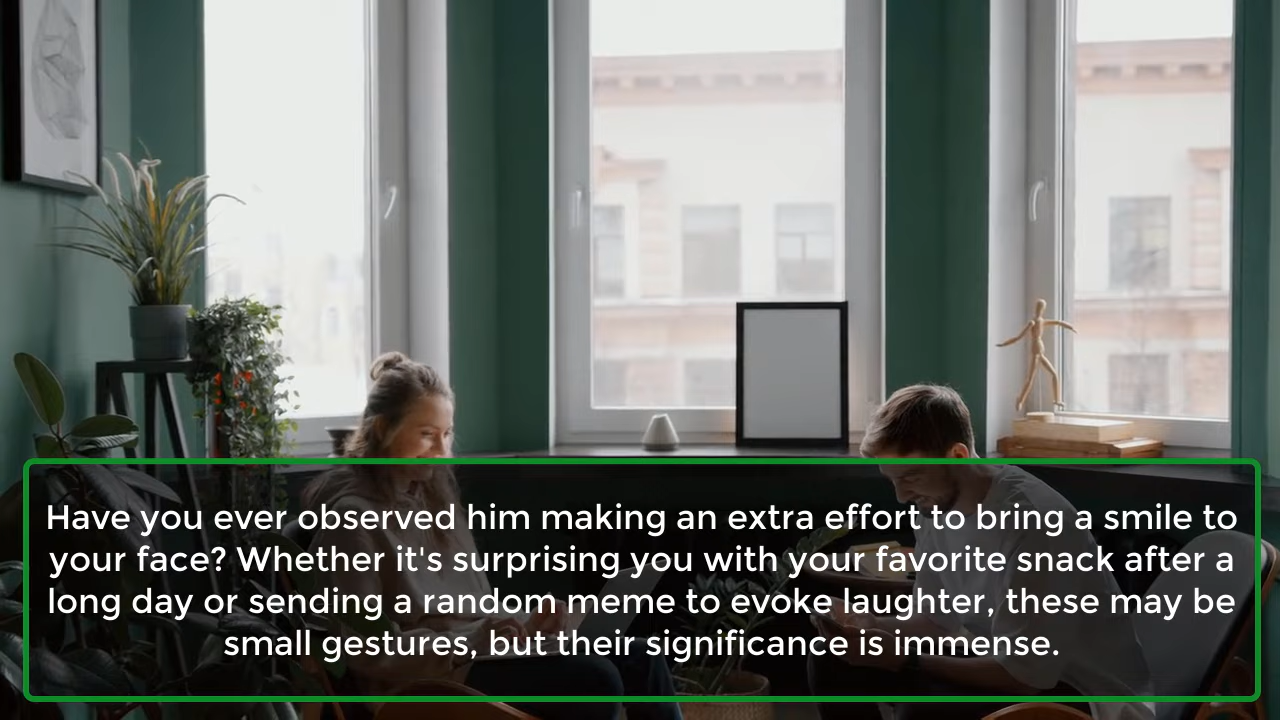 Have you ever observed him making an extra effort to bring a smile to
your face? Whether it's surprising you with your favorite snack after a
long day or sending a random meme to evoke laughter, these may be
small gestures, but their significance is immense.